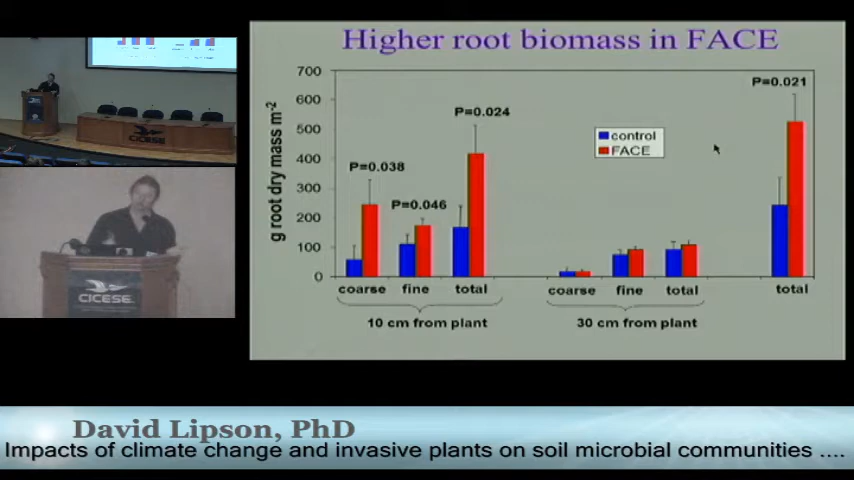 Higher root biomass in FACE
g root dry mass m-2
700
600
500
400
300
200
100
0
P=0.038
P=0.046
P=0.024
P=0.021
control
FACE
coarse fine total
coarse fine total
total
10 cm from plant
30 cm from plant
CICESE
CICESE
David Lipson, PhD
Impacts of climate change and invasive plants on soil microbial communities ....